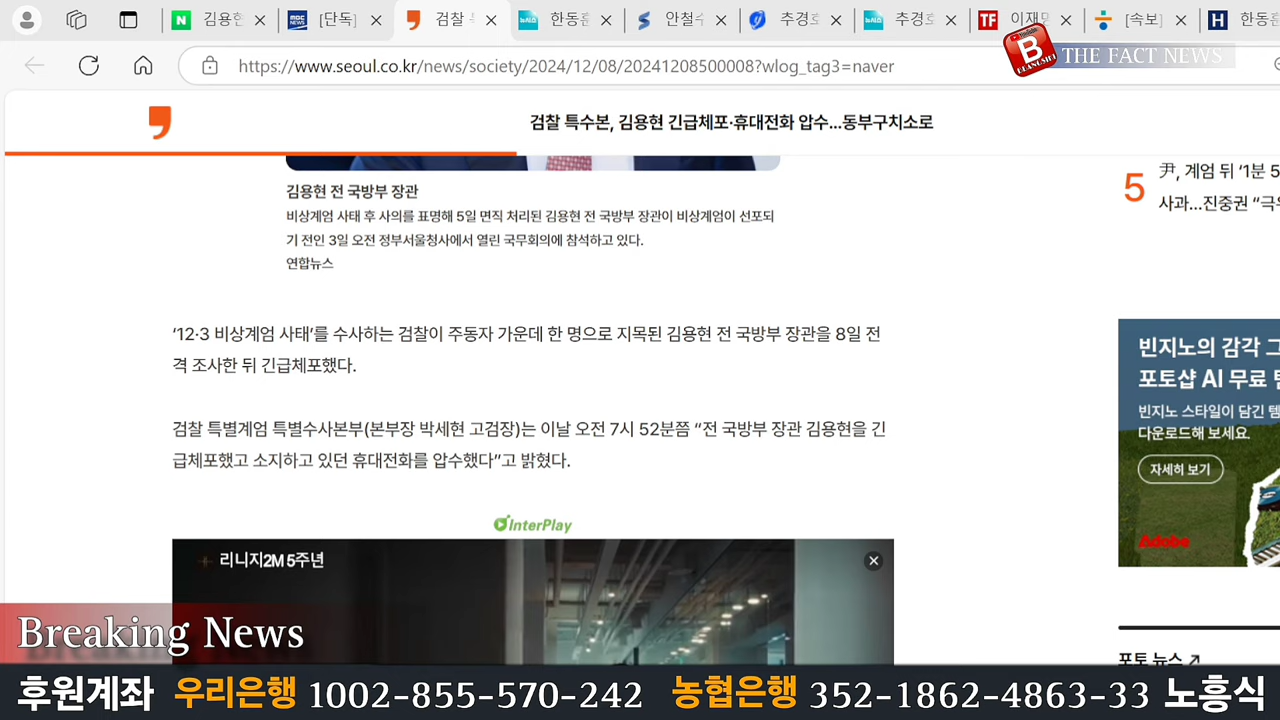 김용현
[단독]
검찰
한동훈
안철수
추경호
추경호
이재명
[속보]
한동훈
https://www.seoul.co.kr/news/society/2024/12/08/20241208500008?wlog_tag3=naver
THE FACT NEWS
검찰 특수본, 김용현 긴급체포·휴대전화 압수…동부구치소로
김용현 전 국방부 장관
비상계엄 사태 후 사의를 표명해 5일 면직 처리된 김용현 전 국방부 장관이 비상계엄이 선포되
기 전인 3일 오전 정부서울청사에서 열린 국무회의에 참석하고 있다.
연합뉴스
5
尹, 계엄 뒤 ‘1분 5
사과…진중권 “극
‘12·3 비상계엄 사태’를 수사하는 검찰이 주동자 가운데 한 명으로 지목된 김용현 전 국방부 장관을 8일 전
격 조사한 뒤 긴급체포했다.
검찰 특별계엄 특별수사본부(본부장 박세현 고검장)는 이날 오전 7시 52분쯤 “전 국방부 장관 김용현을 긴
급체포했고 소지하고 있던 휴대전화를 압수했다”고 밝혔다.
빈지노의 감각 그
포토샵 AI 무료 템
빈지노 스타일이 담긴 템
다운로드해 보세요.
자세히 보기
Adobe
InterPlay
리니지2M 5주년
포토 뉴스
Breaking News
후원계좌 우리은행 1002-855-570-242 농협은행 352-1862-4863-33 노흥식